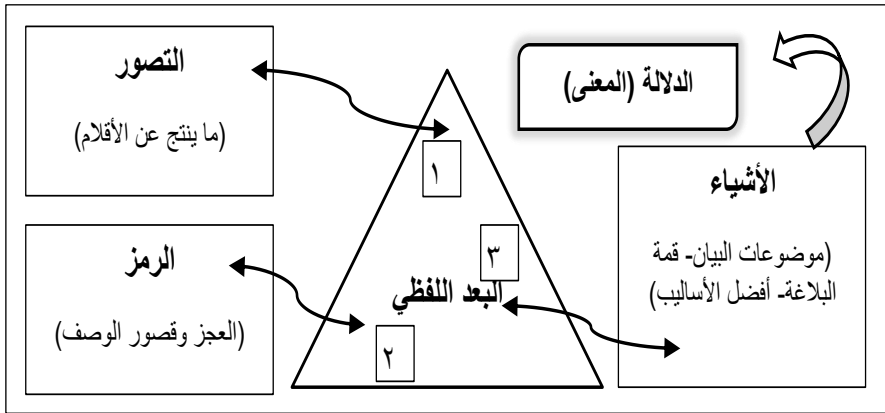 الدلالة (المعنى)
التصور
(ما ينتج عن الأقلام)
١
الأشياء
(موضوعات البيان- قمة
البلاغة- أفضل الأساليب)
٣
البعد اللفظي
الرمز
(العجز وقصور الوصف)
٢